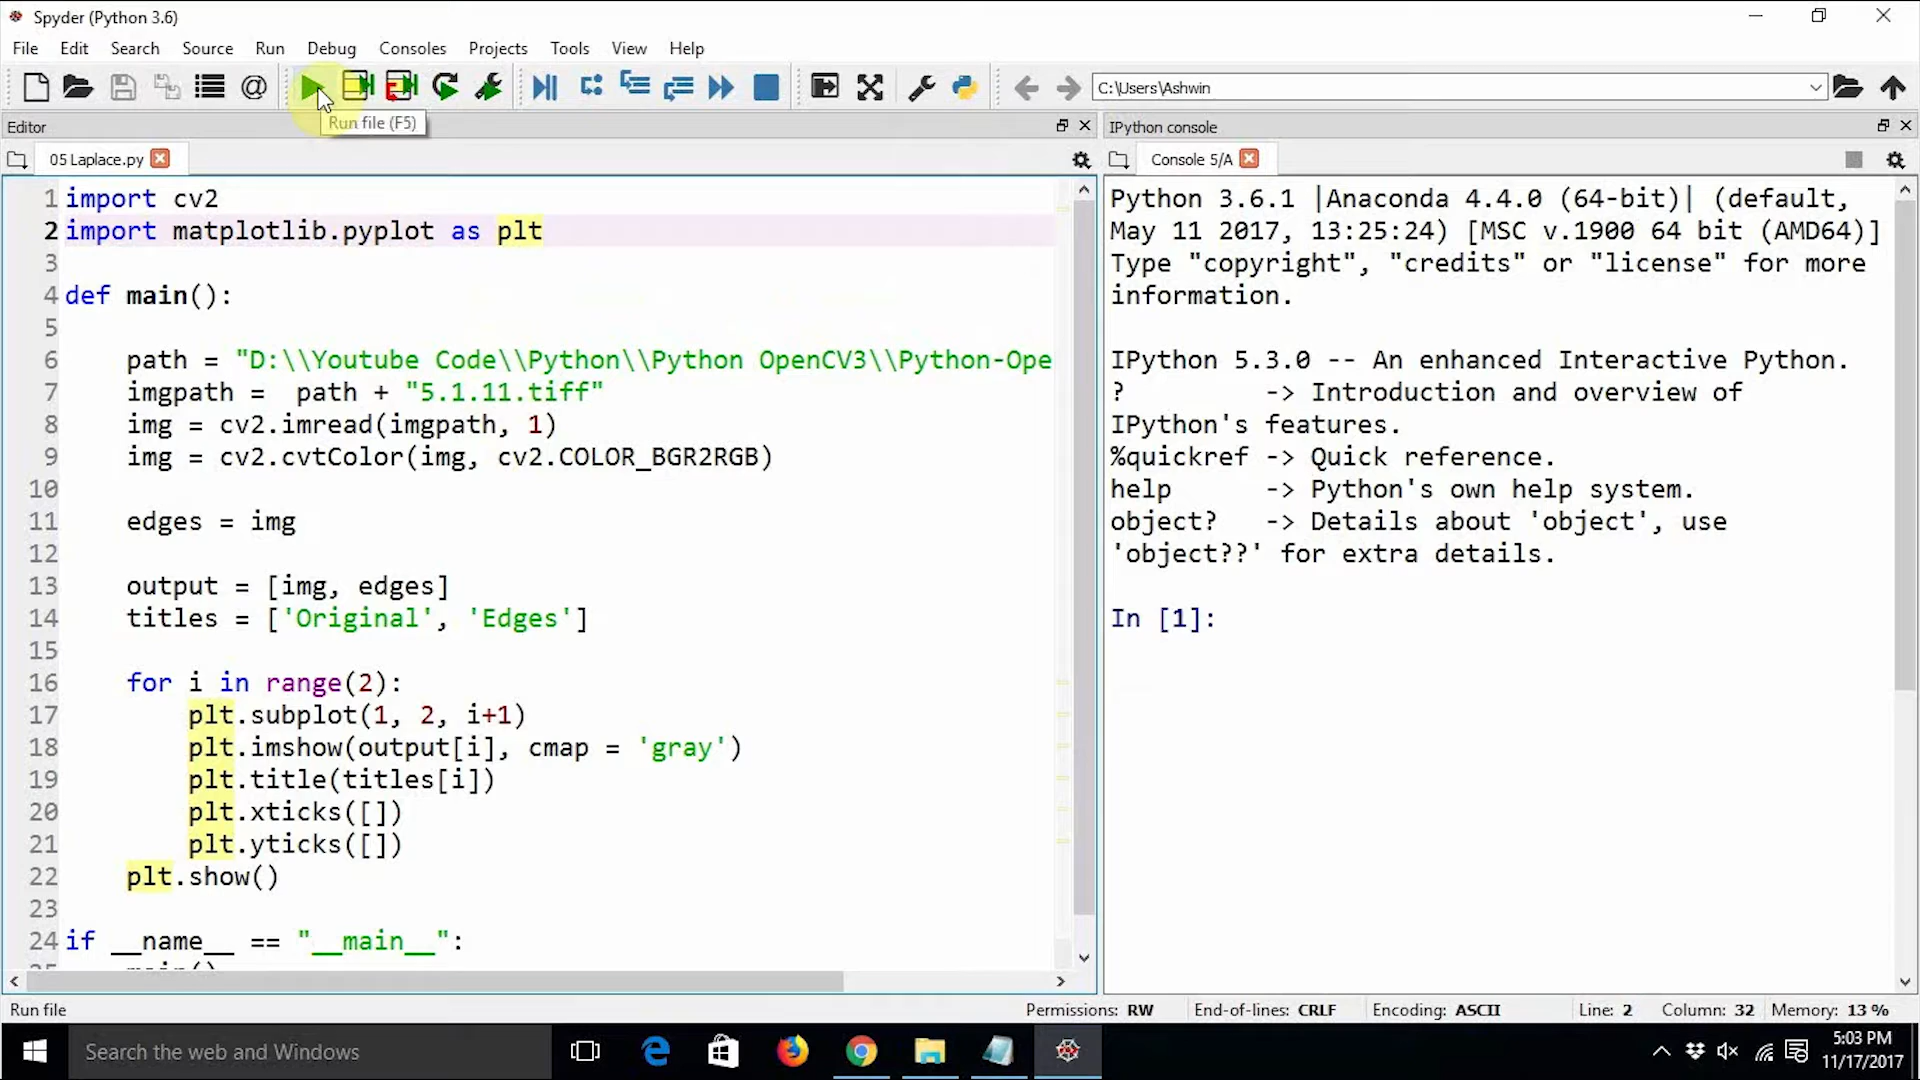 Spyder (Python 3.6)
File Edit Search Source Run Debug Consoles Projects Tools View Help
C:\Users\Ashwin
Run file (F5)
Editor
05 Laplace.py
1 import cv2
2 import matplotlib.pyplot as plt
3
4 def main():
5
6     path = "D:\\Youtube Code\\Python\\Python OpenCV3\\Python-Ope
7     imgpath =  path + "5.1.11.tiff"
8     img = cv2.imread(imgpath, 1)
9     img = cv2.cvtColor(img, cv2.COLOR_BGR2RGB)
10
11     edges = img
12
13     output = [img, edges]
14     titles = ['Original', 'Edges']
15
16     for i in range(2):
17         plt.subplot(1, 2, i+1)
18         plt.imshow(output[i], cmap = 'gray')
19         plt.title(titles[i])
20         plt.xticks([])
21         plt.yticks([])
22     plt.show()
23
24 if __name__ == "__main__":
IPython console
Console 5/A
Python 3.6.1 |Anaconda 4.4.0 (64-bit)| (default,
May 11 2017, 13:25:24) [MSC v.1900 64 bit (AMD64)]
Type "copyright", "credits" or "license" for more
information.
IPython 5.3.0 -- An enhanced Interactive Python.
?         -> Introduction and overview of
IPython's features.
%quickref -> Quick reference.
help      -> Python's own help system.
object?   -> Details about 'object', use
'object??' for extra details.
In [1]:
Run file
Permissions: RW End-of-lines: CRLF Encoding: ASCII Line: 2 Column: 32 Memory: 13 %
Search the web and Windows
5:03 PM
11/17/2017